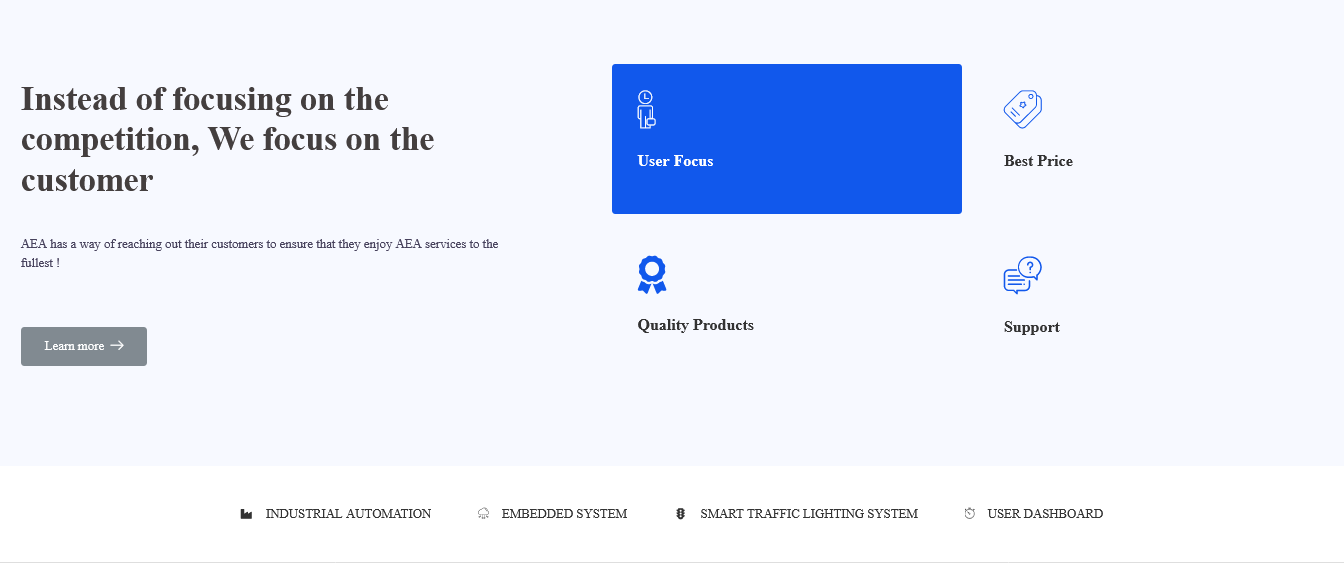 Instead of focusing on the
competition, We focus on the
customer
AEA has a way of reaching out their customers to ensure that they enjoy AEA services to the
fullest !
Learn more
User Focus
Best Price
Quality Products
Support
INDUSTRIAL AUTOMATION
EMBEDDED SYSTEM
SMART TRAFFIC LIGHTING SYSTEM
USER DASHBOARD